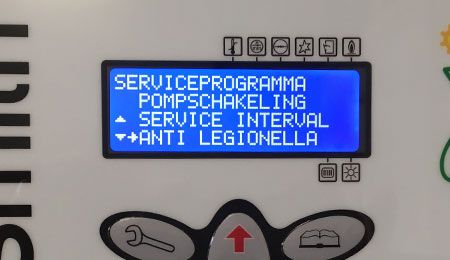 SERVICEPROGRAMMA
POMPSCHAKELING
SERVICE INTERVAL
ANTI LEGIONELLA